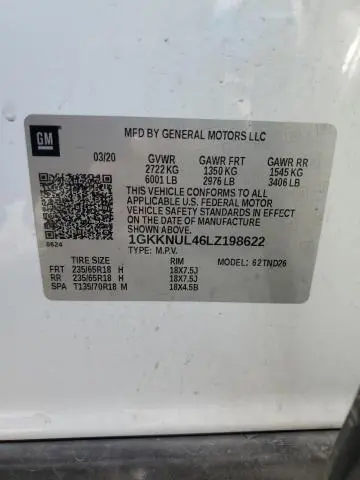 GM
MFD BY GENERAL MOTORS LLC
03/20 GVWR GAWR FRT GAWR RR
2722 KG 1350 KG 1545 KG
6001 LB 2976 LB 3406 LB
THIS VEHICLE CONFORMS TO ALL
APPLICABLE U.S. FEDERAL MOTOR
VEHICLE SAFETY STANDARDS IN
EFFECT ON THE DATE OF
MANUFACTURE SHOWN ABOVE.
8624 1GKKNUL46LZ198622
TYPE: M.P.V.
TIRE SIZE RIM MODEL: 62TND26
FRT 235/65R18 H 18X7.5J
RR 235/65R18 H 18X7.5J
SPA T135/70R18 M 18X4.5B